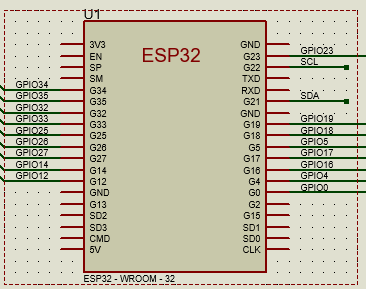 U1
ESP32
3V3 GND
EN G23 GPIO23
SP G22 SCL
SM TXD
GPIO34 G34 RXD
GPIO35 G35 G21 SDA
GPIO32 G32 GND
GPIO33 G33 G19 GPIO19
GPIO25 G25 G18 GPIO18
GPIO26 G26 G5 GPIO5
GPIO27 G27 G17 GPIO17
GPIO14 G14 G16 GPIO16
GPIO12 G12 G4 GPIO4
GND G0 GPIO0
G13 G2
SD2 G15
SD3 SD1
CMD SD0
5V CLK
ESP32 - WROOM - 32